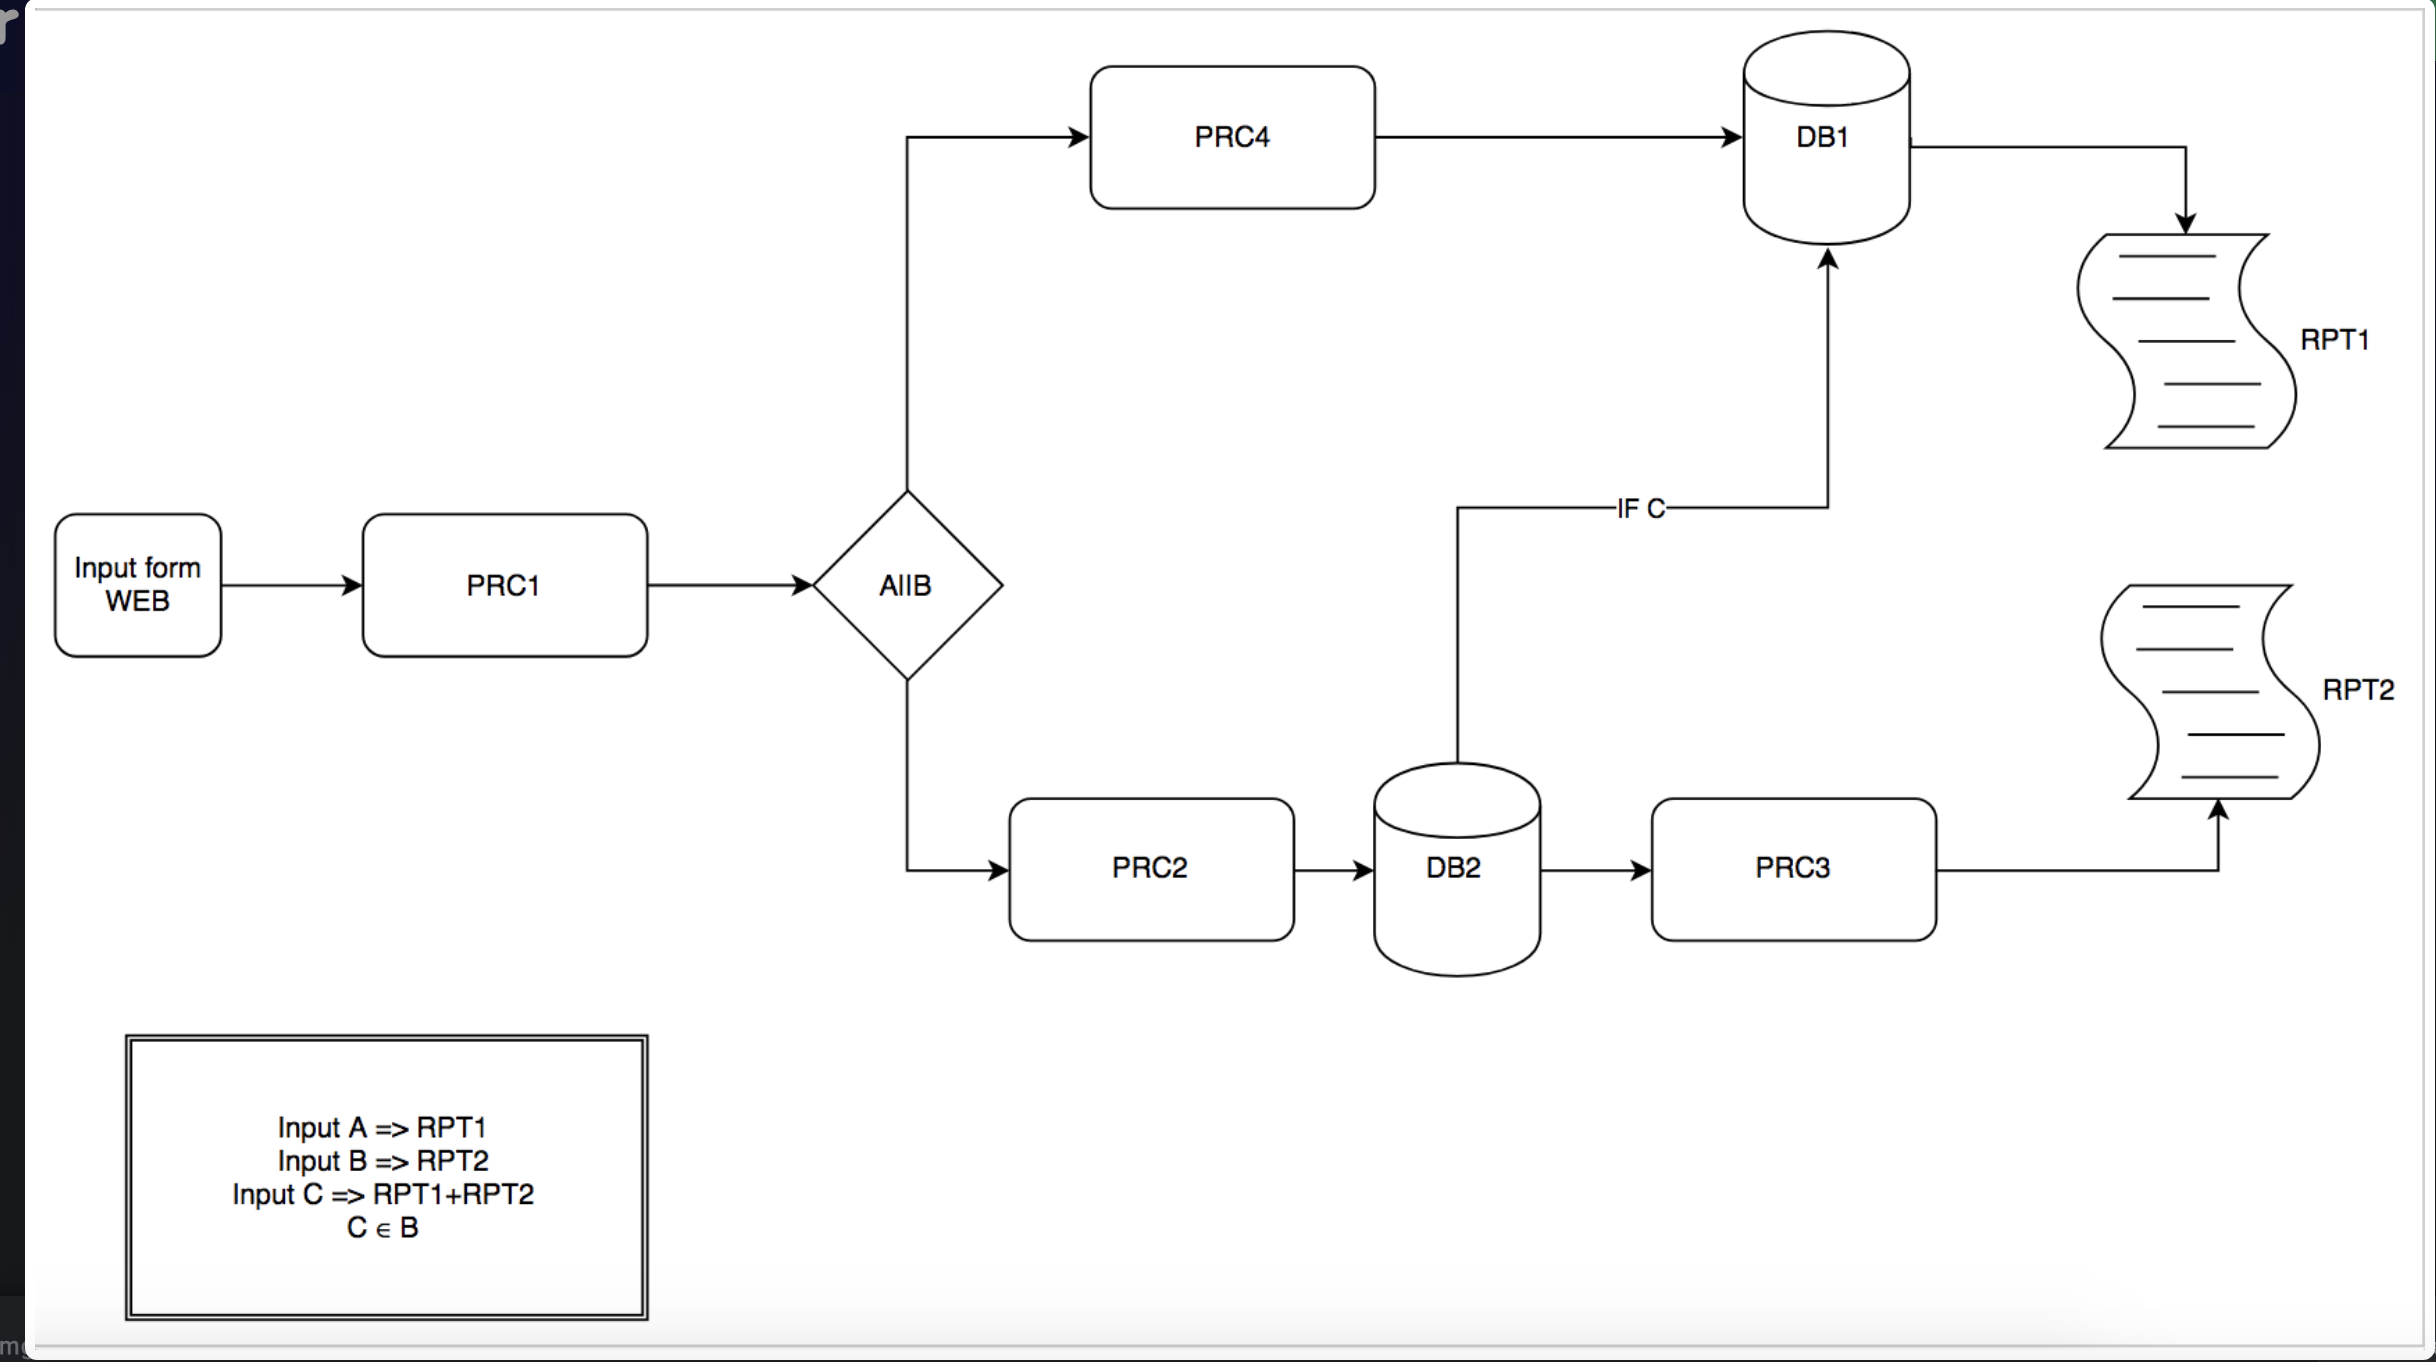 PRC4
DB1
RPT1
IF C
Input form
WEB
PRC1
AIIB
RPT2
PRC2
DB2
PRC3
Input A => RPT1
Input B => RPT2
Input C => RPT1+RPT2
C ∈ B